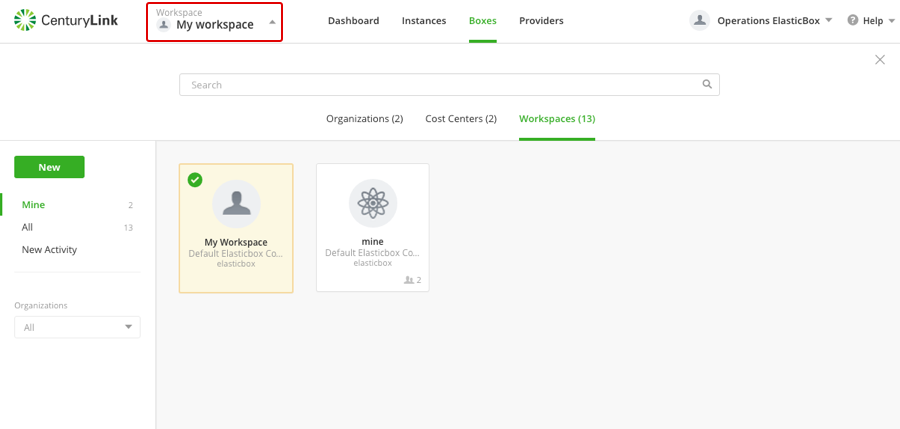 CenturyLink
Workspace
My workspace
Dashboard
Instances
Boxes
Providers
Operations ElasticBox
Help
Search
Organizations (2)
Cost Centers (2)
Workspaces (13)
New
Mine 2
All 13
New Activity
Organizations
All
My Workspace
Default Elasticbox Co...
elasticbox
mine
Default Elasticbox Co...
elasticbox
2